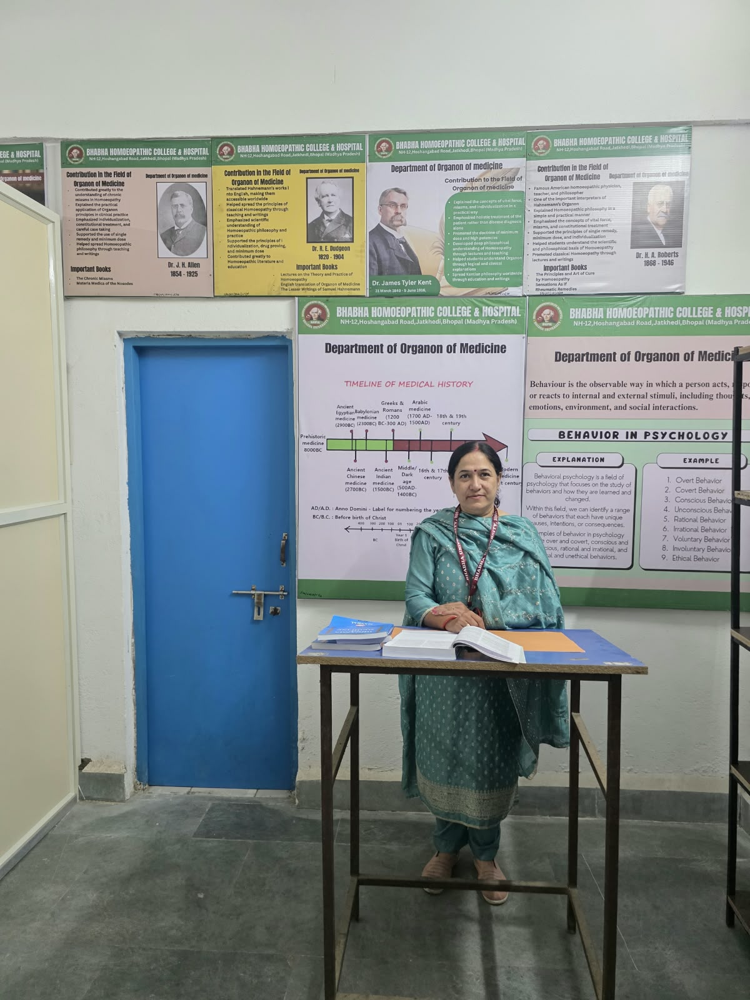 EGE & HOSPITAL
al (Madhya Pradesh)
Organon of medicine
BHABHA HOMOEOPATHIC COLLEGE & HOSPITAL
NH-12,Hoshangabad Road,Jatkhedi,Bhopal (Madhya Pradesh)
Contribution in the Field of
Organon of Medicine
Department of Organon of medicine
Contributed greatly to the
understanding of chronic
miasms in Homoeopathy
Explained the practical
application of Organon
principles in clinical practice
Emphasized individualization,
constitutional treatment, and
careful case taking
Supported the use of single
remedy and minimum dose
Helped spread Homoeopathic
philosophy through teaching
and writings
Important Books
The Chronic Miasms
Materia Medica of the Nosodes
Dr. J. H. Allen
1854 - 1925
BHABHA HOMOEOPATHIC COLLEGE & HOSPITAL
NH-12,Hoshangabad Road,Jatkhedi,Bhopal (Madhya Pradesh)
Contribution in the Field of
Organon of Medicine
Department of Organon of medicine
Translated Hahnemann's works i
nto English, making them
accessible worldwide
Helped spread the principles of
classical Homoeopathy through
teaching and writings
Emphasized scientific
understanding of
Homoeopathic philosophy and
practice
Supported the principles of i
ndividualization, drug proving,
and minimum dose
Contributed greatly to
Homoeopathic literature and
education
Dr. R. E. Dudgeon
1820 - 1904
Important Books
Lectures on the Theory and Practice of
Homoeopathy
English translation of Organon of Medicine
The Lesser Writings of Samuel Hahnemann
BHABHA HOMOEOPATHIC COLLEGE & HOSPITAL
NH-12,Hoshangabad Road,Jatkhedi,Bhopal (Madhya Pradesh)
Department of Organon of medicine
Contribution to the Field of
Organon of medicine
Explained the concepts of vital force,
miasms, and individualization in a
practical way
Emphasized holistic treatment of the
patient rather than disease diagnosis
alone
Promoted the doctrine of minimum
dose and high potencies
Developed deep philosophical
understanding of Homoeopathy
through lectures and teaching
Helped students understand Organon
through logical and clinical
explanations
Spread Kentian philosophy worldwide
through education and writings
Dr. James Tyler Kent
31 March 1849 - 5 June 1916,
BHABHA HOMOEOPATHIC COLLEGE & HOSPITAL
NH-12,Hoshangabad Road,Jatkhedi,Bhopal (Madhya Pradesh)
Contribution in the Field of
Organon of Medicine
Department of Organon of medicine
Famous American homoeopathic physician,
teacher, and philosopher
One of the important interpreters of
Hahnemann's Organon
Explained Homoeopathic philosophy in a
simple and practical manner
Emphasized the concepts of vital force,
miasms, and constitutional treatment
Supported the principles of single remedy,
minimum dose, and individualization
Helped students understand the scientific
and philosophical basis of Homoeopathy
Promoted classical Homoeopathy through
lectures and writings
Important Books
The Principles and Art of Cure
by Homoeopathy
Sensations As If
Rheumatic Remedies
Dr. H. A. Roberts
1868 - 1946
BHABHA HOMOEOPATHIC COLLEGE & HOSPITAL
NH-12,Hoshangabad Road,Jatkhedi,Bhopal (Madhya Pradesh)
Department of Organon of Medicine
TIMELINE OF MEDICAL HISTORY
Prehistoric
medicine
8000BC
Ancient
Egyptian
medicine
(2900BC)
Babylonian
medicine
(2300BC)
Greeks &
Romans
(1200
BC-300 AD)
Arabic
medicine
(1700 AD-
1500AD)
18th & 19th
century
Ancient
Chinese
medicine
(2700BC)
Ancient
Indian
medicine
(1500BC)
Middle/
Dark
age
(500AD-
1400BC)
16th & 17th
century
odern
edicine
t century
AD/A.D. : Anno Domini - Label for numbering the yea
BC/B.C. : Before birth of Christ
400 300 200 100 01 100
BC
Year 1
Birth of
Christ
BHABHA HOMOEOPATHIC COLLEGE & HOSP
NH-12,Hoshangabad Road,Jatkhedi,Bhopal (Madhya Prade
Department of Organon of Medici
Behaviour is the observable way in which a person acts,
or reacts to internal and external stimuli, including
emotions, environment, and social interactions.
BEHAVIOR IN PSYCHOLOGY
EXPLANATION
Behavioral psychology is a field of
psychology that focuses on the study of
behaviors and how they are learned and
changed.
Within this field, we can identify a range
of behaviors that each have unique
auses, intentions, or consequences.
mples of behavior in psychology
e over and covert, conscious and
cious, rational and irrational, and
al and unethical behaviors.
EXAMPLE
1. Overt Behavior
2. Covert Behavior
3. Conscious Behavio
4. Unconscious Behav
5. Rational Behavior
6. Irrational Behavior
7. Voluntary Behavior
8. Involuntary Behavio
9. Ethical Behavior
BHABHA UNIV
BHABHA
ERSITY,